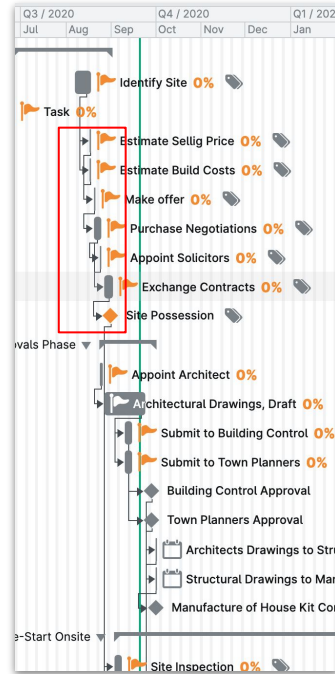 Q3 / 2020 Q4 / 2020 Q1 / 202
Jul Aug Sep Oct Nov Dec Jan
Identify Site 0%
Task 0%
Estimate Sellig Price 0%
Estimate Build Costs 0%
Make offer 0%
Purchase Negotiations 0%
Appoint Solicitors 0%
Exchange Contracts 0%
Site Possession
ovals Phase
Appoint Architect 0%
Architectural Drawings, Draft 0%
Submit to Building Control 0%
Submit to Town Planners 0%
Building Control Approval
Town Planners Approval
Architects Drawings to Stru
Structural Drawings to Man
Manufacture of House Kit Co
e-Start Onsite
Site Inspection 0%